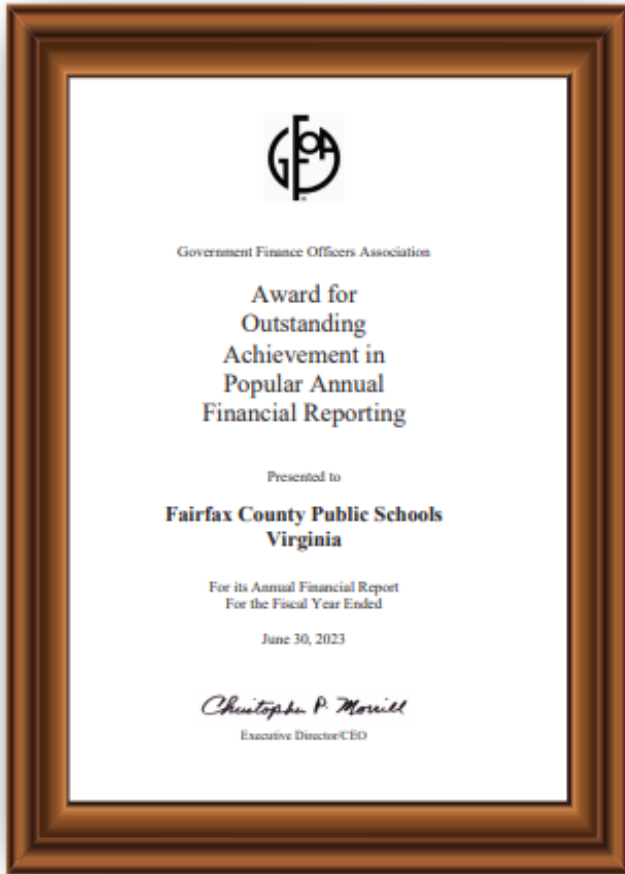 GFOA
Government Finance Officers Association
Award for
Outstanding
Achievement in
Popular Annual
Financial Reporting
Presented to
Fairfax County Public Schools
Virginia
For its Annual Financial Report
For the Fiscal Year Ended
June 30, 2023
Christopher P. Morrill
Executive Director/CEO